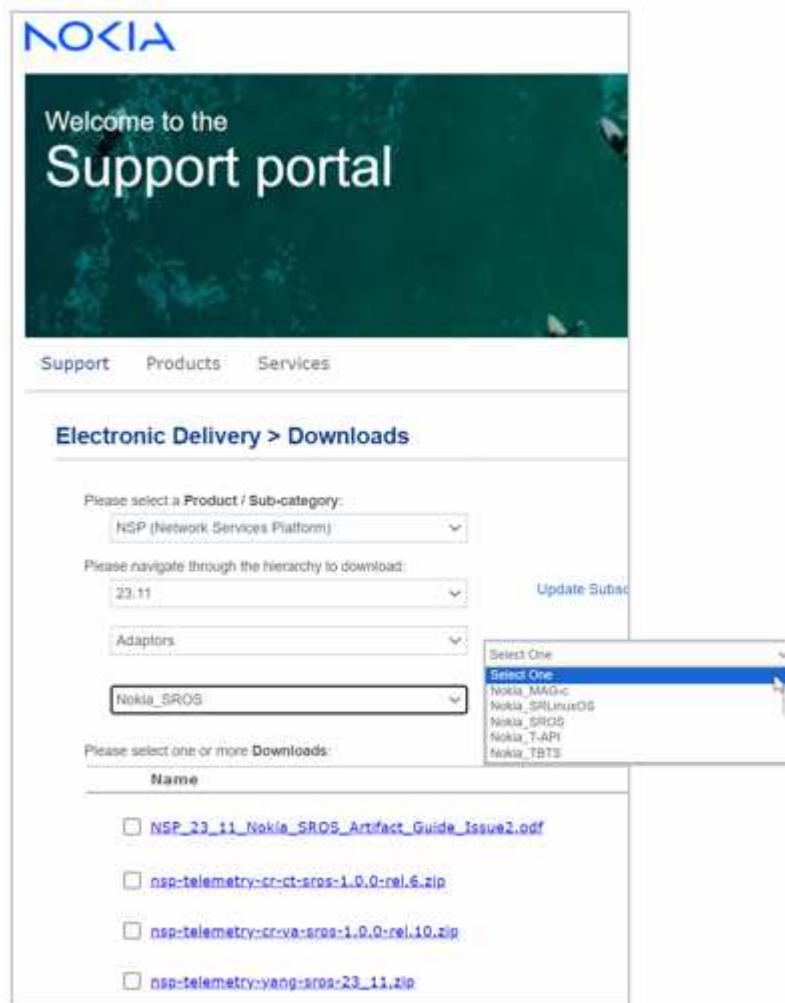 NOKIA
Welcome to the
Support portal
Support Products Services
Electronic Delivery > Downloads
Please select a Product / Sub-category:
NSP (Network Services Platform)
Please navigate through the hierarchy to download:
23.11
Update Subsc
Adaptors
Nokia_SROS
Select One
Select One
Nokia_MAG-c
Nokia_SRLinuxOS
Nokia_SROS
Nokia_T-API
Nokia_TBTS
Please select one or more Downloads:
Name
NSP_23_11_Nokia_SROS_Artifact_Guide_Issue2.pdf
nsp-telemetry-cr-ct-sros-1.0.0-rel.6.zip
nsp-telemetry-cr-va-sros-1.0.0-rel.10.zip
nsp-telemetry-yang-sros-23_11.zip